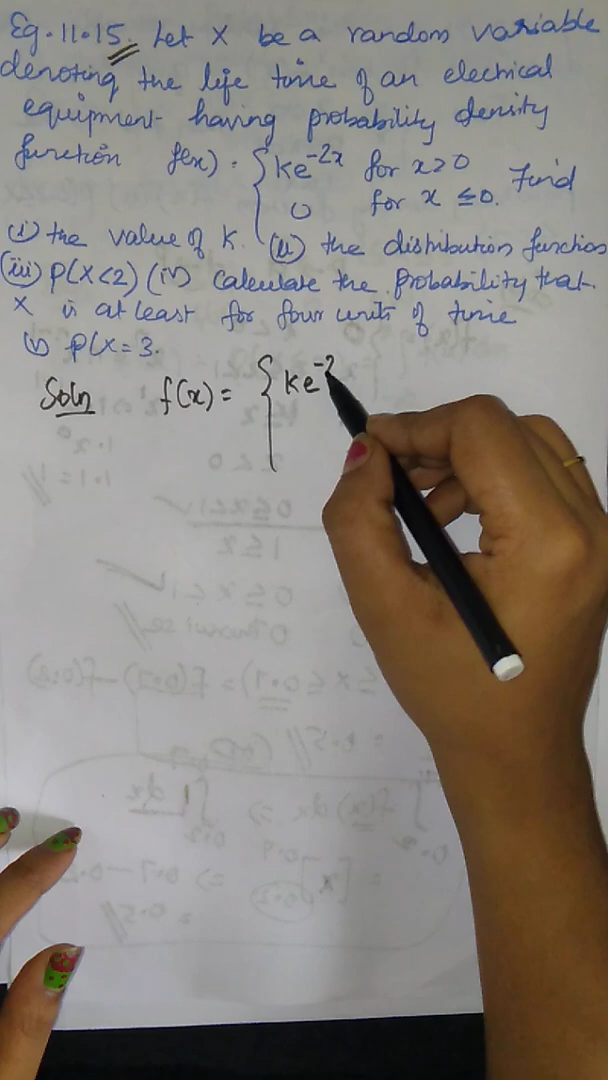 Eg. 11.15. Let X be a random variable
denoting the life time of an electrical
equipment having probability density
function f(x) = { ke^-2x for x>0 Find
0 for x ≤0.
(i) the value of k. (ii) the distribution function
(iii) P(X<2) (iv) calculate the probability that
X is at least for four units of time
(v) P(X=3.
Soln f(x) = { ke^-2